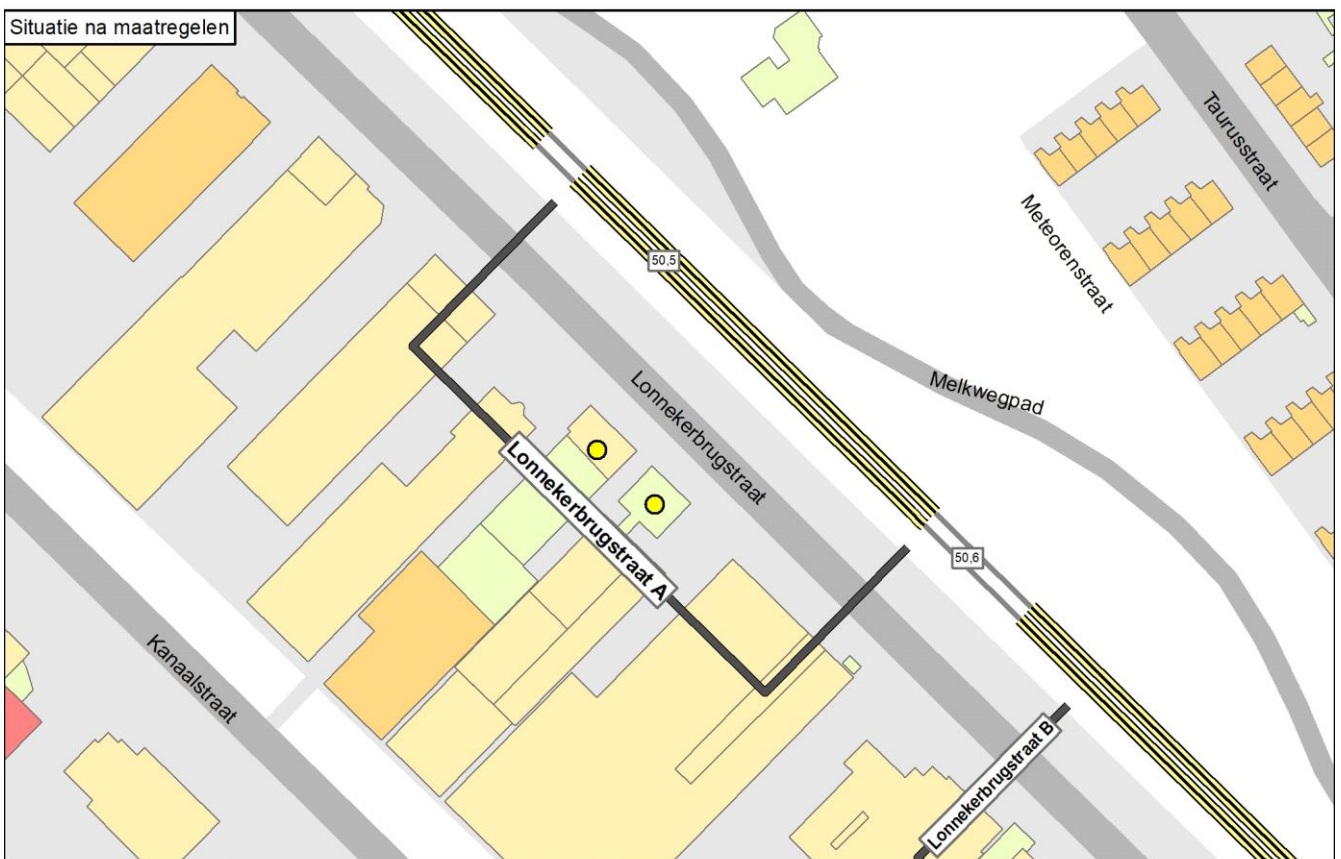 Situatie na maatregelen
Taurusstraat
Meteorenstraat
50,5
Melkwegpad
Lonnekerbrugstraat
Lonnekerbrugstraat A
50,6
Kanaalstraat
Lonnekerbrugstraat B